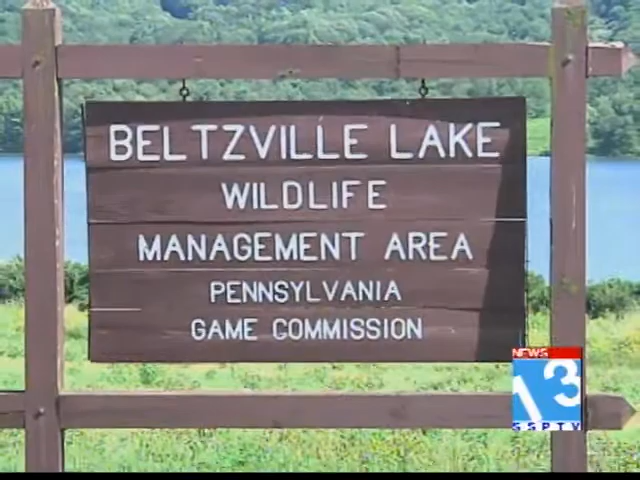 BELTZVILLE LAKE
WILDLIFE
MANAGEMENT AREA
PENNSYLVANIA
GAME COMMISSION
NEWS
13
SSPTV